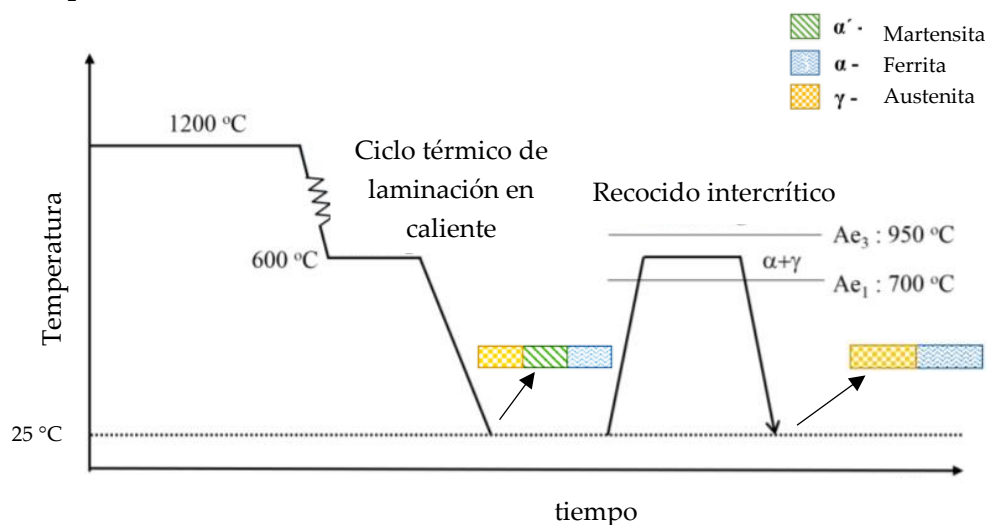 α´ - Martensita
α - Ferrita
γ - Austenita
1200 °C
Ciclo térmico de
laminación en
caliente
Recocido intercrítico
Ae₃ : 950 °C
600 °C
α+γ
Ae₁ : 700 °C
Temperatura
25 °C
tiempo